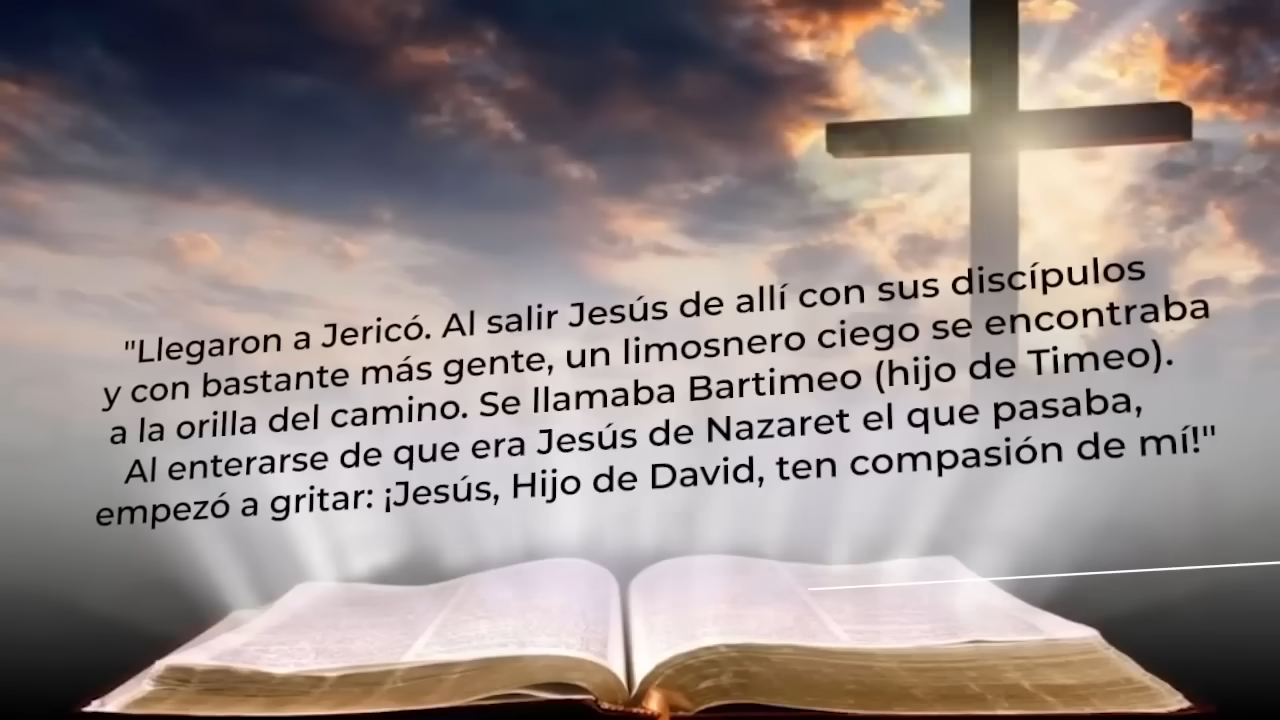 "Llegaron a Jericó. Al salir Jesús de allí con sus discípulos
y con bastante más gente, un limosnero ciego se encontraba
a la orilla del camino. Se llamaba Bartimeo (hijo de Timeo).
Al enterarse de que era Jesús de Nazaret el que pasaba,
empezó a gritar: ¡Jesús, Hijo de David, ten compasión de mí!"